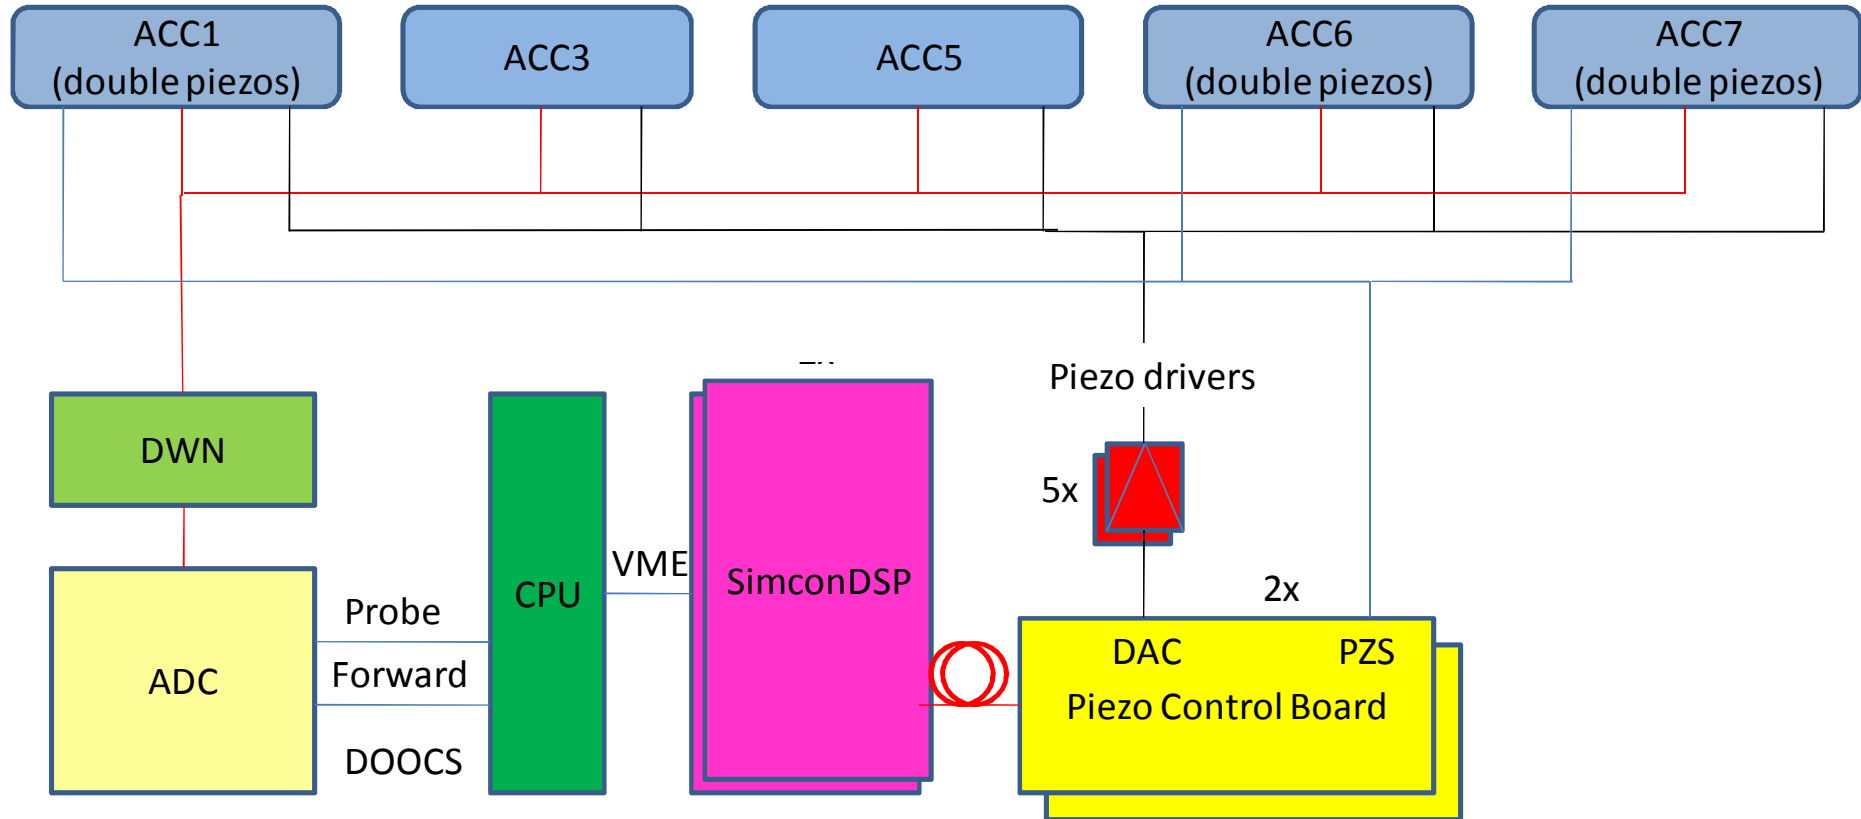 ACC1
(double piezos)
ACC3
ACC5
ACC6
(double piezos)
ACC7
(double piezos)
Piezo drivers
DWN
5x
VME
CPU
SimconDSP
2x
Probe
Forward
ADC
DOOCS
DAC
PZS
Piezo Control Board